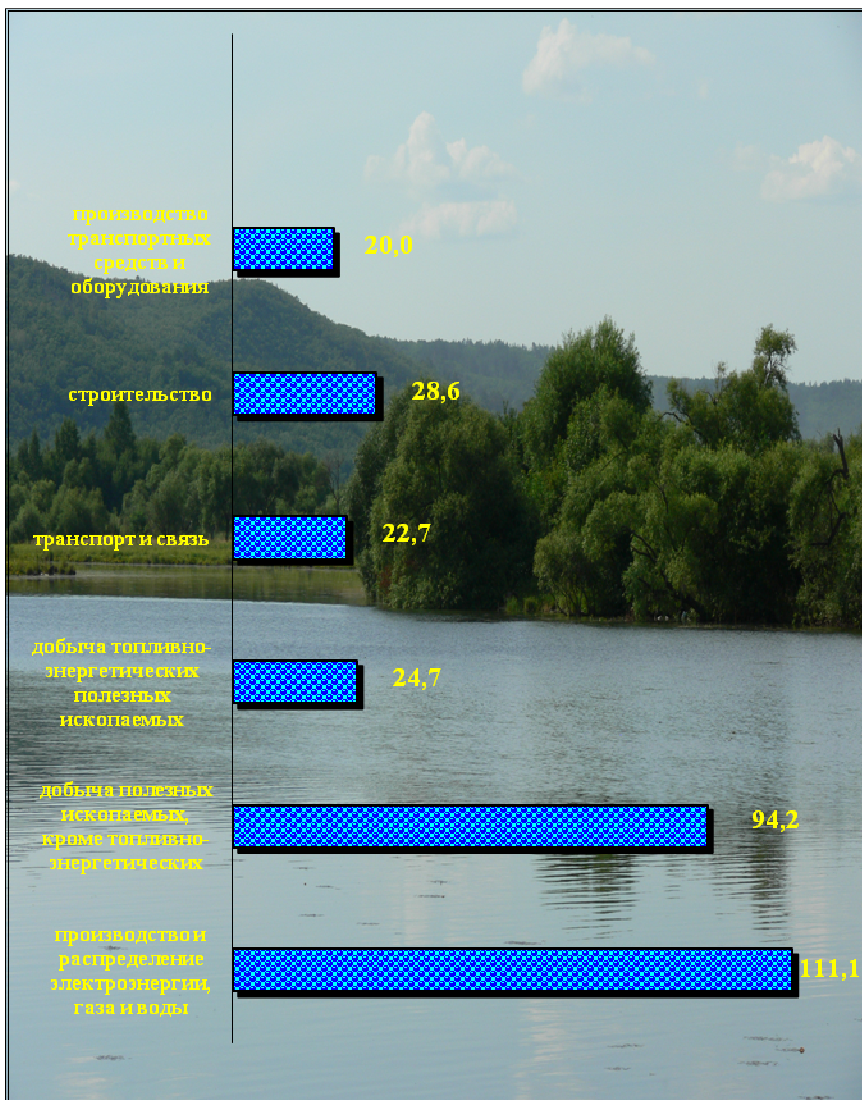 производство
транспортных
средств и
оборудования
20,0
строительство
28,6
транспорт и связь
22,7
добыча топливно-
энергетических
полезных
ископаемых
24,7
добыча полезных
ископаемых,
кроме топливно-
энергетических
94,2
производство и
распределение
электроэнергии,
газа и воды
111,1